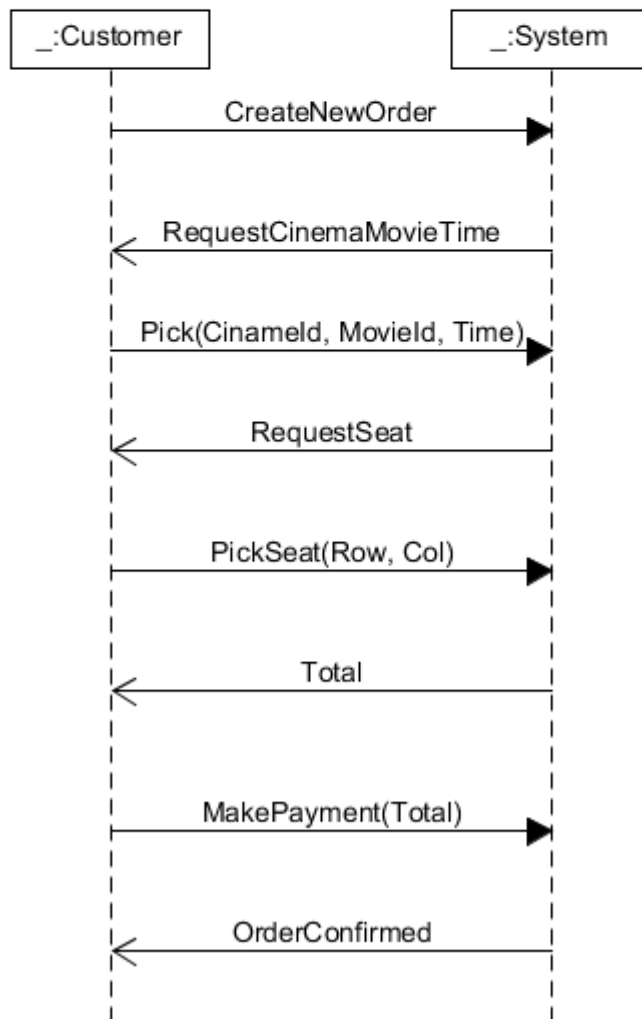 _:Customer
_:System
CreateNewOrder
RequestCinemaMovieTime
Pick(CinameId, MovieId, Time)
RequestSeat
PickSeat(Row, Col)
Total
MakePayment(Total)
OrderConfirmed